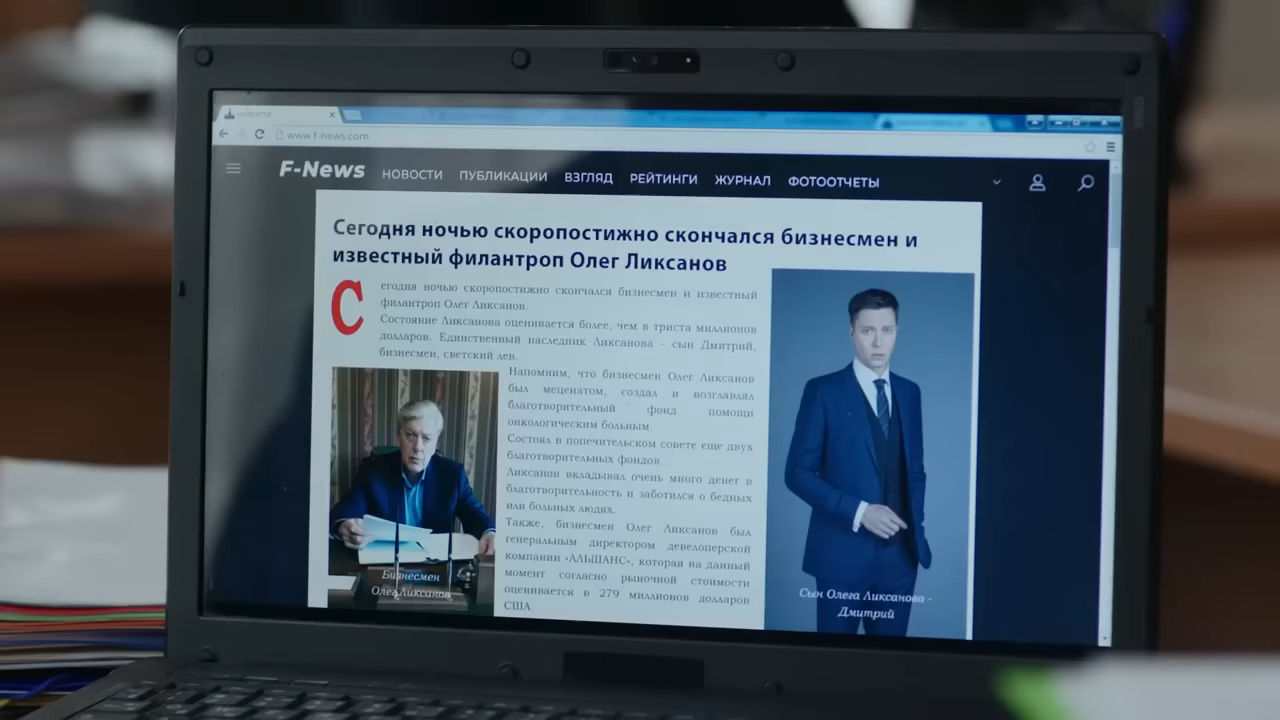 НОВОСТИ
www.f-news.com
F-News НОВОСТИ ПУБЛИКАЦИИ ВЗГЛЯД РЕЙТИНГИ ЖУРНАЛ ФОТООТЧЕТЫ
Сегодня ночью скоропостижно скончался бизнесмен и
известный филантроп Олег Ликсанов
Сегодня ночью скоропостижно скончался бизнесмен и известный
филантроп Олег Ликсанов.
Состояние Ликсанова оценивается более, чем в триста миллионов
долларов. Единственный наследник Ликсанова - сын Дмитрий,
бизнесмен, светский лев.
Напомним, что бизнесмен Олег Ликсанов
был меценатом, создал и возглавлял
благотворительный фонд помощи
онкологическим больным.
Состоял в попечительском совете еще двух
благотворительных фондов.
Ликсанов вкладывал очень много денег в
благотворительность и заботился о бедных
или больных людях.
Также, бизнесмен Олег Ликсанов был
генеральным директором девелоперской
компании «АЛЬШАНС», которая на данный
момент согласно рыночной стоимости
оценивается в 279 миллионов долларов
США.
Бизнесмен
Олег Ликсанов
Сын Олега Ликсанова -
Дмитрий